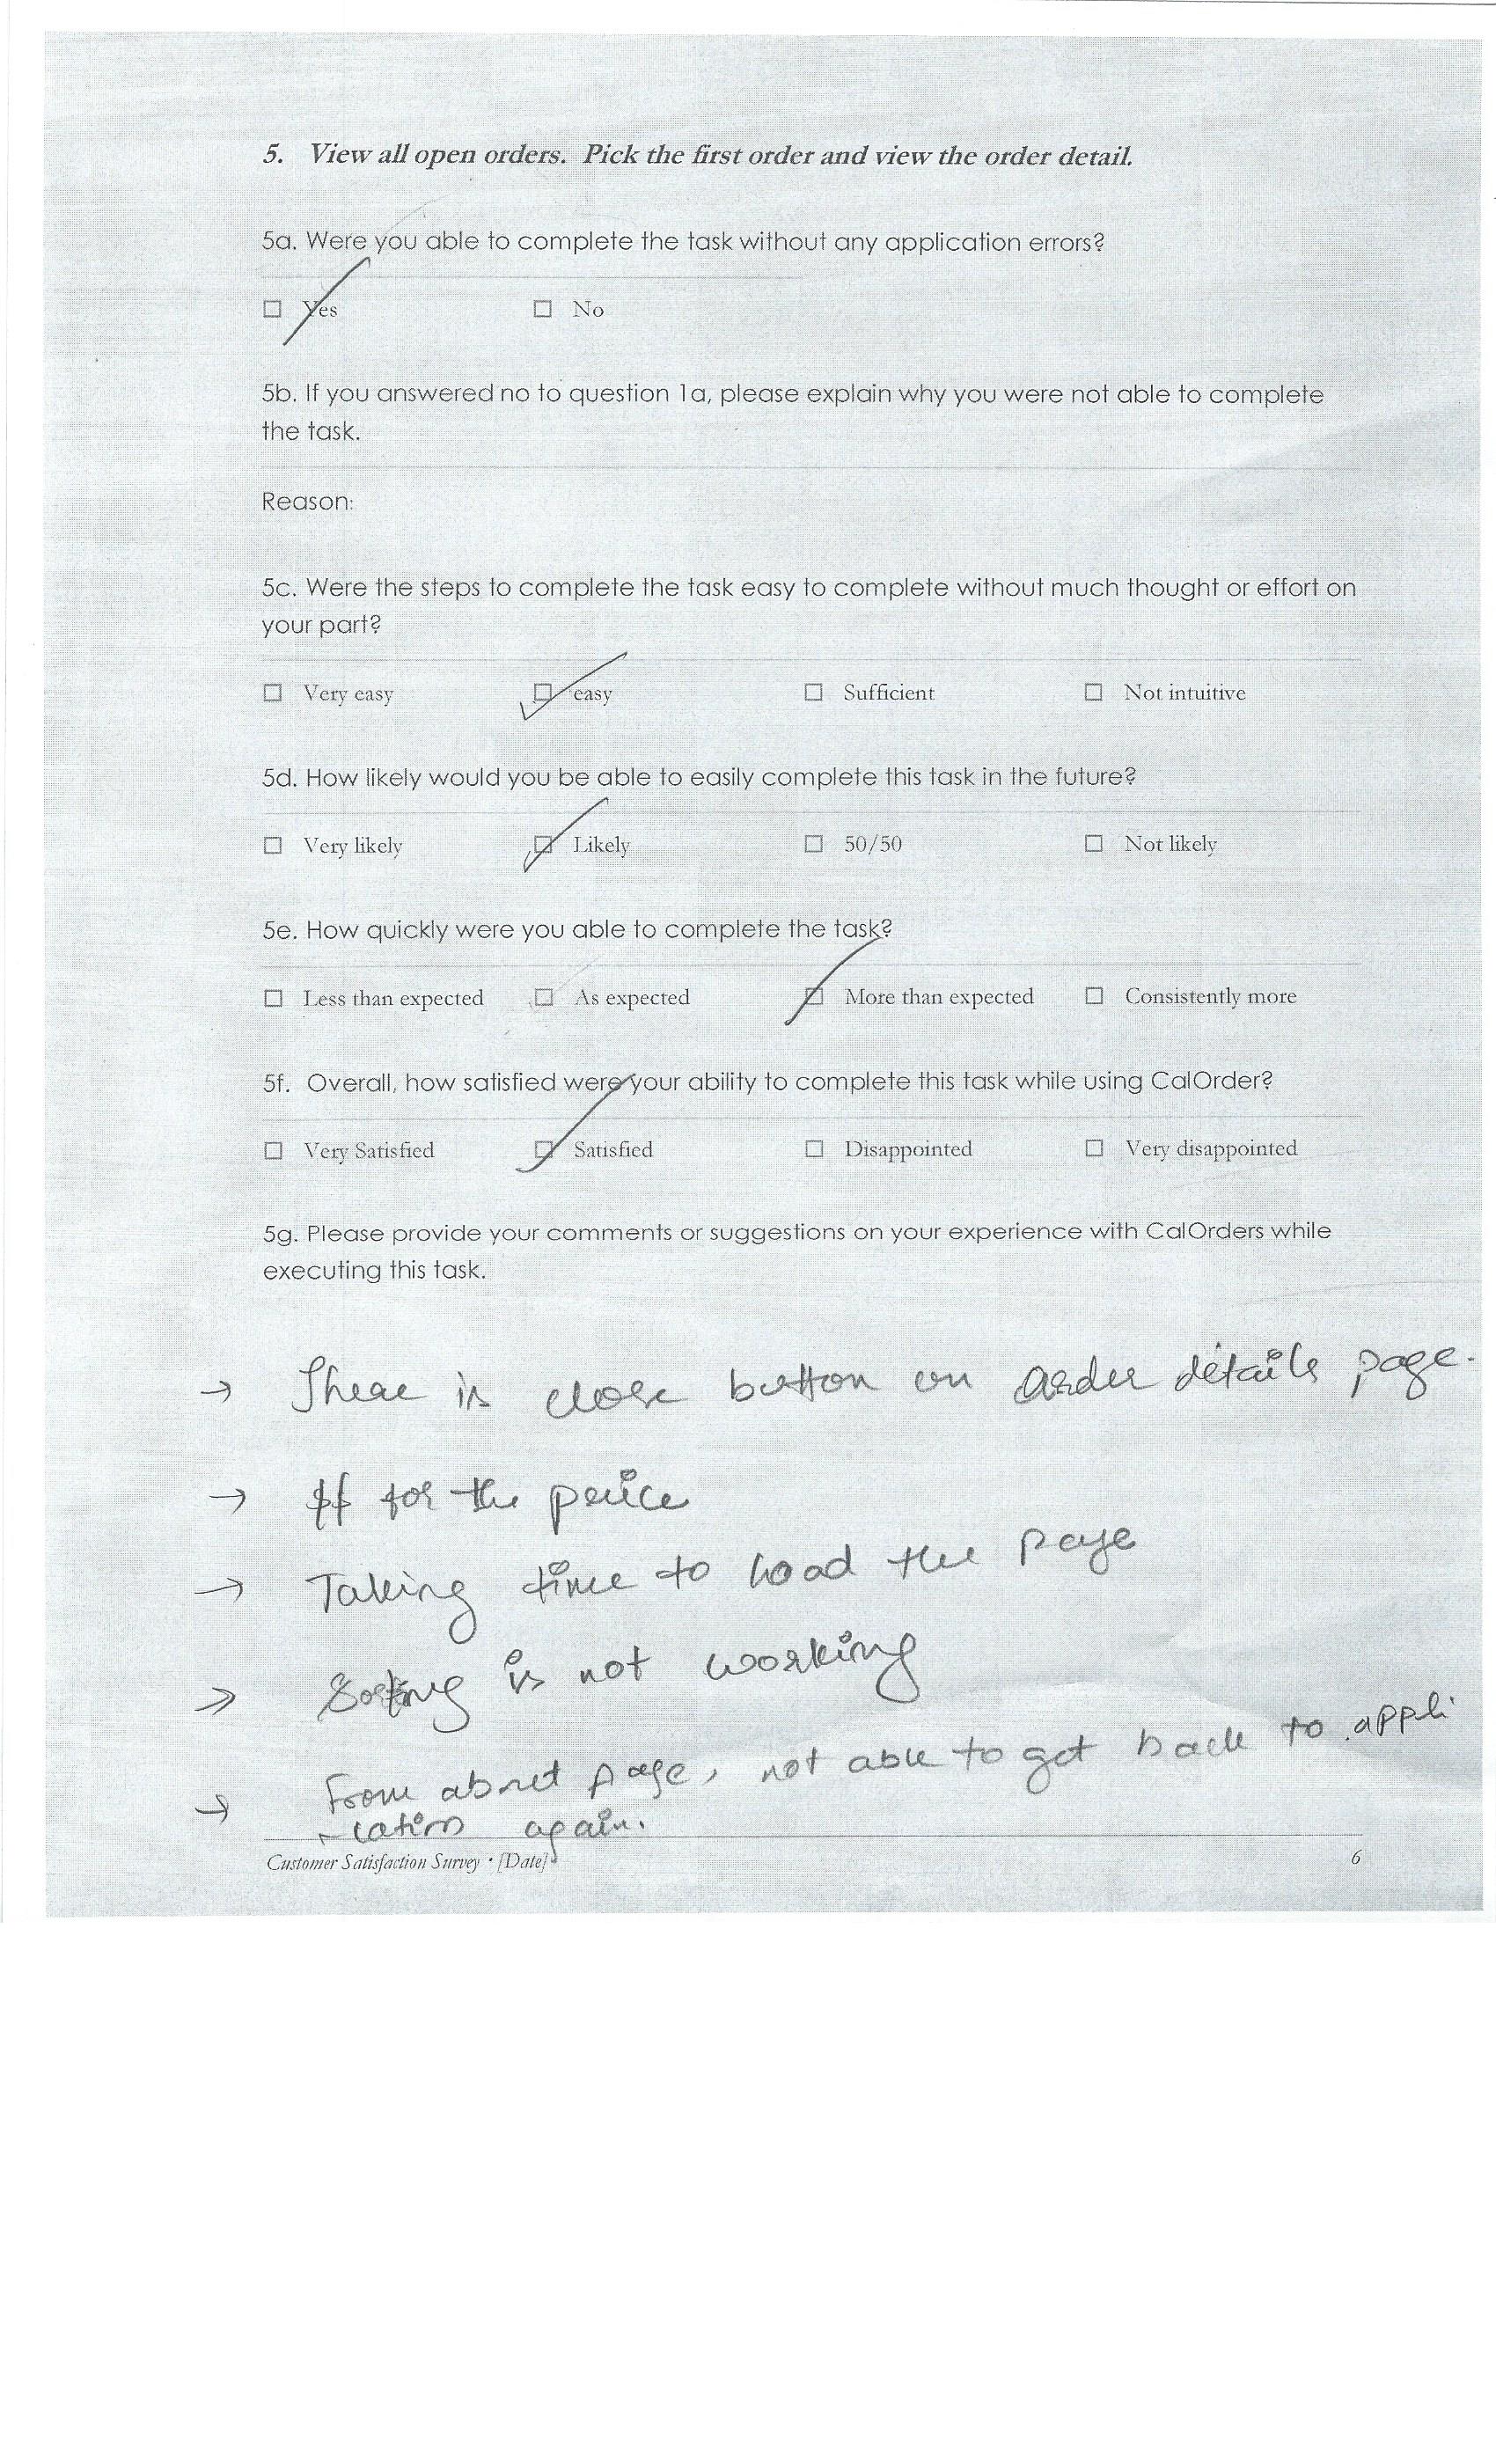 5. View all open orders. Pick the first order and view the order detail.
5a. Were you able to complete the task without any application errors?
☐ Yes ☐ No
5b. If you answered no to question 1a, please explain why you were not able to complete
the task.
Reason:
5c. Were the steps to complete the task easy to complete without much thought or effort on
your part?
☐ Very easy ☐ easy ☐ Sufficient ☐ Not intuitive
5d. How likely would you be able to easily complete this task in the future?
☐ Very likely ☐ Likely ☐ 50/50 ☐ Not likely
5e. How quickly were you able to complete the task?
☐ Less than expected ☐ As expected ☐ More than expected ☐ Consistently more
5f. Overall, how satisfied were your ability to complete this task while using CalOrder?
☐ Very Satisfied ☐ Satisfied ☐ Disappointed ☐ Very disappointed
5g. Please provide your comments or suggestions on your experience with CalOrders while
executing this task.
→ There is close button on order details page.
→ $ for the price
→ Taking time to load the page
→ Sorting is not working
→ From about page, not able to get back to appli
-cation again.
Customer Satisfaction Survey • [Date] 6